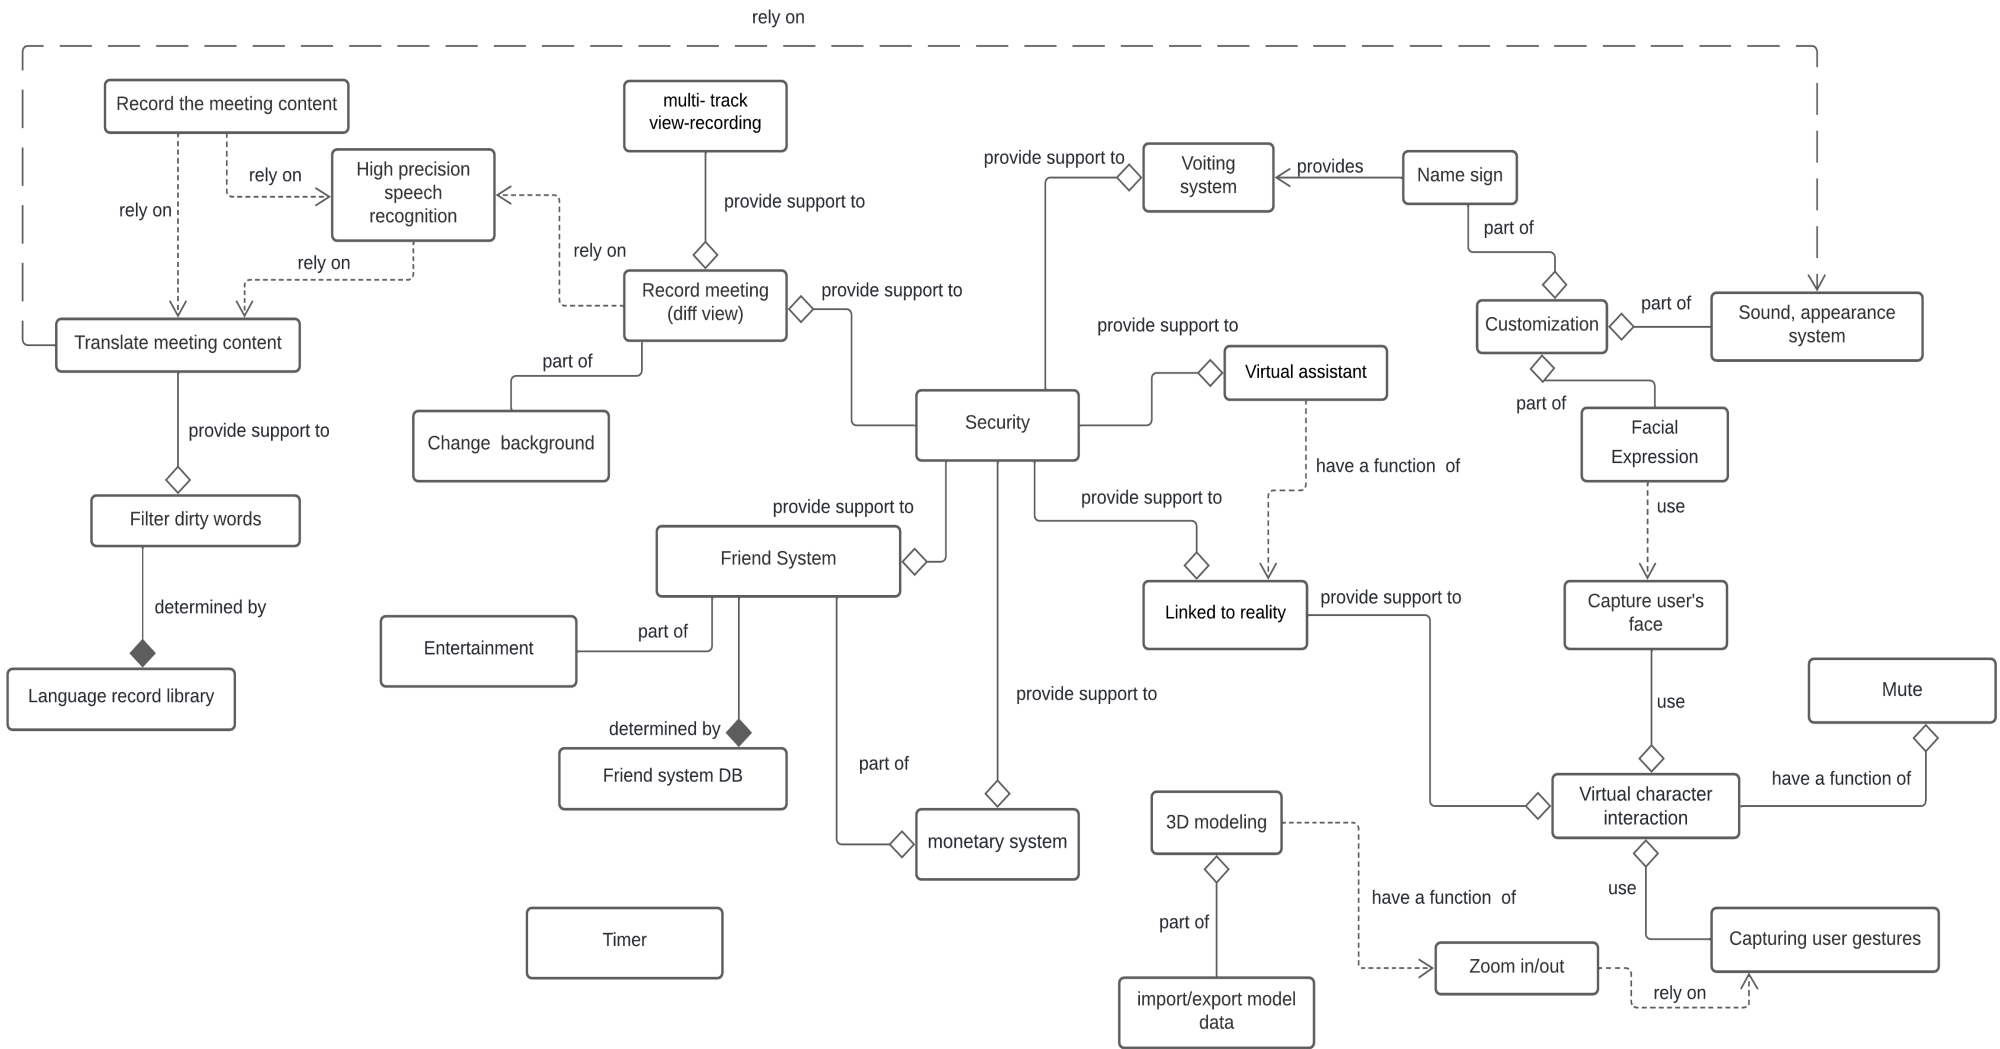 rely on
Record the meeting content
multi- track
view-recording
High precision
speech
recognition
rely on
rely on
rely on
provide support to
rely on
provide support to
Voiting
system
provides
Name sign
part of
Record meeting
(diff view)
provide support to
Customization
part of
Sound, appearance
system
Translate meeting content
provide support to
Virtual assistant
part of
part of
Facial
Expression
Change  background
Security
provide support to
have a function  of
Filter dirty words
provide support to
provide support to
use
Friend System
determined by
Linked to reality
provide support to
Capture user's
face
Entertainment
part of
Language record library
provide support to
use
Mute
determined by
Friend system DB
part of
have a function of
Virtual character
interaction
monetary system
3D modeling
use
have a function  of
part of
Timer
Capturing user gestures
Zoom in/out
rely on
import/export model
data